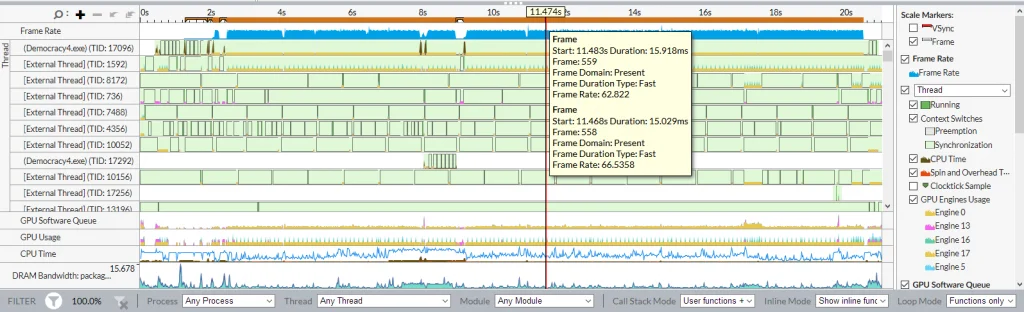 0s 2s 4s 6s 8s 11.474s 2s 14s 16s 18s 20s
Frame Rate
Thread
(Democracy4.exe) (TID: 17096)
[External Thread] (TID: 1592)
[External Thread] (TID: 8172)
[External Thread] (TID: 736)
[External Thread] (TID: 7488)
[External Thread] (TID: 4356)
[External Thread] (TID: 10052)
(Democracy4.exe) (TID: 17292)
[External Thread] (TID: 10156)
[External Thread] (TID: 17256)
[External Thread] (TID: 13196)
GPU Software Queue
GPU Usage
CPU Time
DRAM Bandwidth: packag...
15.678
Frame
Start: 11.483s Duration: 15.918ms
Frame: 559
Frame Domain: Present
Frame Duration Type: Fast
Frame Rate: 62.822
Frame
Start: 11.468s Duration: 15.029ms
Frame: 558
Frame Domain: Present
Frame Duration Type: Fast
Frame Rate: 66.5358
Scale Markers:
VSync
Frame
Frame Rate
Frame Rate
Thread
Running
Context Switches
Preemption
Synchronization
CPU Time
Spin and Overhead T...
Clocktick Sample
GPU Engines Usage
Engine 0
Engine 13
Engine 16
Engine 17
Engine 5
GPU Software Queue
FILTER 100.0% Process Any Process Thread Any Thread Module Any Module Call Stack Mode User functions + Inline Mode Show inline func Loop Mode Functions only